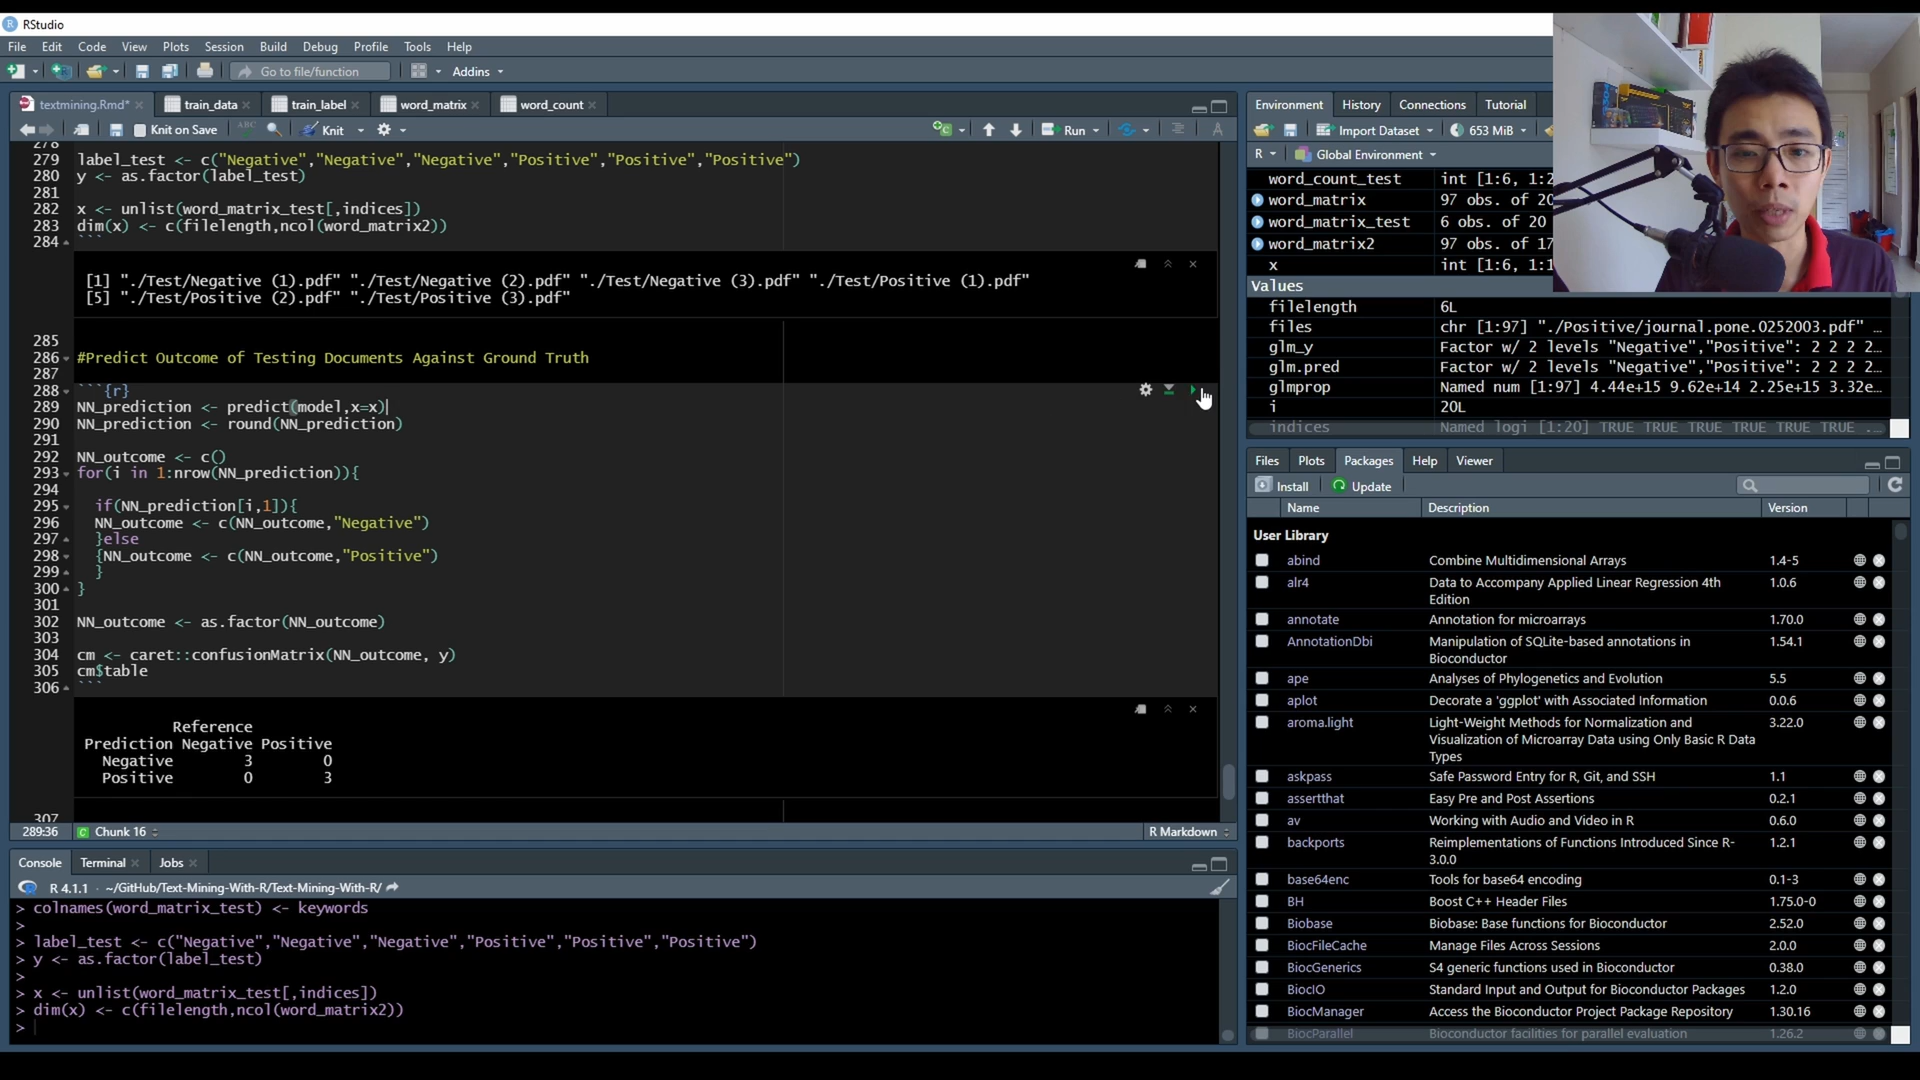 RStudio
File Edit Code View Plots Session Build Debug Profile Tools Help
Go to file/function Addins
textmining.Rmd* train_data train_label word_matrix word_count
Knit on Save ABC Knit Run
278
279 label_test <- c("Negative","Negative","Negative","Positive","Positive","Positive")
280 y <- as.factor(label_test)
281
282 x <- unlist(word_matrix_test[,indices])
283 dim(x) <- c(filelength,ncol(word_matrix2))
284 ```
[1] "./Test/Negative (1).pdf" "./Test/Negative (2).pdf" "./Test/Negative (3).pdf" "./Test/Positive (1).pdf"
[5] "./Test/Positive (2).pdf" "./Test/Positive (3).pdf"
285
286 #Predict Outcome of Testing Documents Against Ground Truth
287
288 ```{r}
289 NN_prediction <- predict(model,x=x)
290 NN_prediction <- round(NN_prediction)
291
292 NN_outcome <- c()
293 for(i in 1:nrow(NN_prediction)){
294
295 if(NN_prediction[i,1]){
296 NN_outcome <- c(NN_outcome,"Negative")
297 }else
298 {NN_outcome <- c(NN_outcome,"Positive")
299 }
300 }
301
302 NN_outcome <- as.factor(NN_outcome)
303
304 cm <- caret::confusionMatrix(NN_outcome, y)
305 cm$table
306 ```
Reference
Prediction Negative Positive
Negative 3 0
Positive 0 3
307
289:36 Chunk 16 R Markdown
Console Terminal Jobs
R 4.1.1 · ~/GitHub/Text-Mining-With-R/Text-Mining-With-R/
> colnames(word_matrix_test) <- keywords
>
> label_test <- c("Negative","Negative","Negative","Positive","Positive","Positive")
> y <- as.factor(label_test)
>
> x <- unlist(word_matrix_test[,indices])
> dim(x) <- c(filelength,ncol(word_matrix2))
>
Environment History Connections Tutorial
Import Dataset 653 MiB
R Global Environment
word_count_test int [1:6, 1:2
word_matrix 97 obs. of 20
word_matrix_test 6 obs. of 20
word_matrix2 97 obs. of 17
x int [1:6, 1:1
Values
filelength 6L
files chr [1:97] "./Positive/journal.pone.0252003.pdf" …
glm_y Factor w/ 2 levels "Negative","Positive": 2 2 2 2…
glm.pred Factor w/ 2 levels "Negative","Positive": 2 2 2 2…
glmprop Named num [1:97] 4.44e+15 9.62e+14 2.25e+15 3.32e…
i 20L
indices Named logi [1:20] TRUE TRUE TRUE TRUE TRUE TRUE …
Files Plots Packages Help Viewer
Install Update
Name Description Version
User Library
abind Combine Multidimensional Arrays 1.4-5
alr4 Data to Accompany Applied Linear Regression 4th 1.0.6
Edition
annotate Annotation for microarrays 1.70.0
AnnotationDbi Manipulation of SQLite-based annotations in 1.54.1
Bioconductor
ape Analyses of Phylogenetics and Evolution 5.5
aplot Decorate a 'ggplot' with Associated Information 0.0.6
aroma.light Light-Weight Methods for Normalization and 3.22.0
Visualization of Microarray Data using Only Basic R Data
Types
askpass Safe Password Entry for R, Git, and SSH 1.1
assertthat Easy Pre and Post Assertions 0.2.1
av Working with Audio and Video in R 0.6.0
backports Reimplementations of Functions Introduced Since R- 1.2.1
3.0.0
base64enc Tools for base64 encoding 0.1-3
BH Boost C++ Header Files 1.75.0-0
Biobase Biobase: Base functions for Bioconductor 2.52.0
BiocFileCache Manage Files Across Sessions 2.0.0
BiocGenerics S4 generic functions used in Bioconductor 0.38.0
BiocIO Standard Input and Output for Bioconductor Packages 1.2.0
BiocManager Access the Bioconductor Project Package Repository 1.30.16
BiocParallel Bioconductor facilities for parallel evaluation 1.26.2